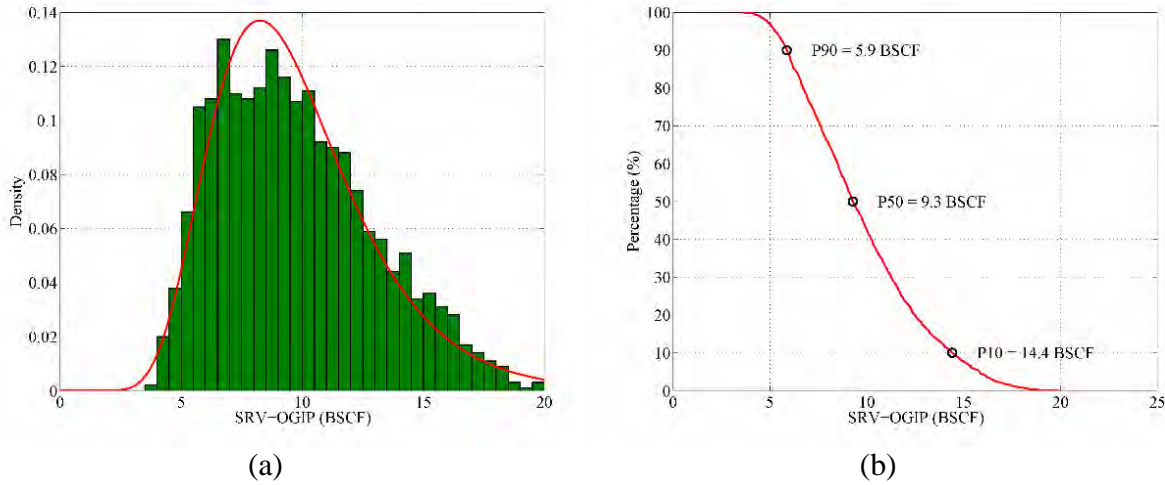 0.14
0.12
0.1
0.08
0.06
0.04
0.02
0
Density
0 5 10 15 20
SRV−OGIP (BSCF)
(a)
100
90
80
70
60
50
40
30
20
10
0
Percentage (%)
P90 = 5.9 BSCF
P50 = 9.3 BSCF
P10 = 14.4 BSCF
0 5 10 15 20 25
SRV−OGIP (BSCF)
(b)